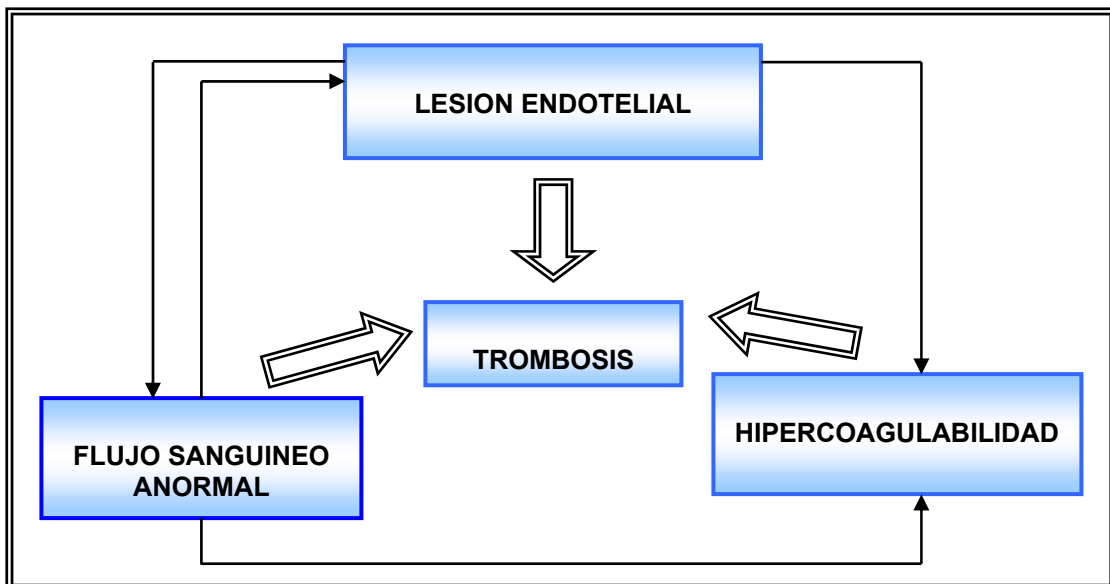 LESION ENDOTELIAL
TROMBOSIS
HIPERCOAGULABILIDAD
FLUJO SANGUINEO
ANORMAL